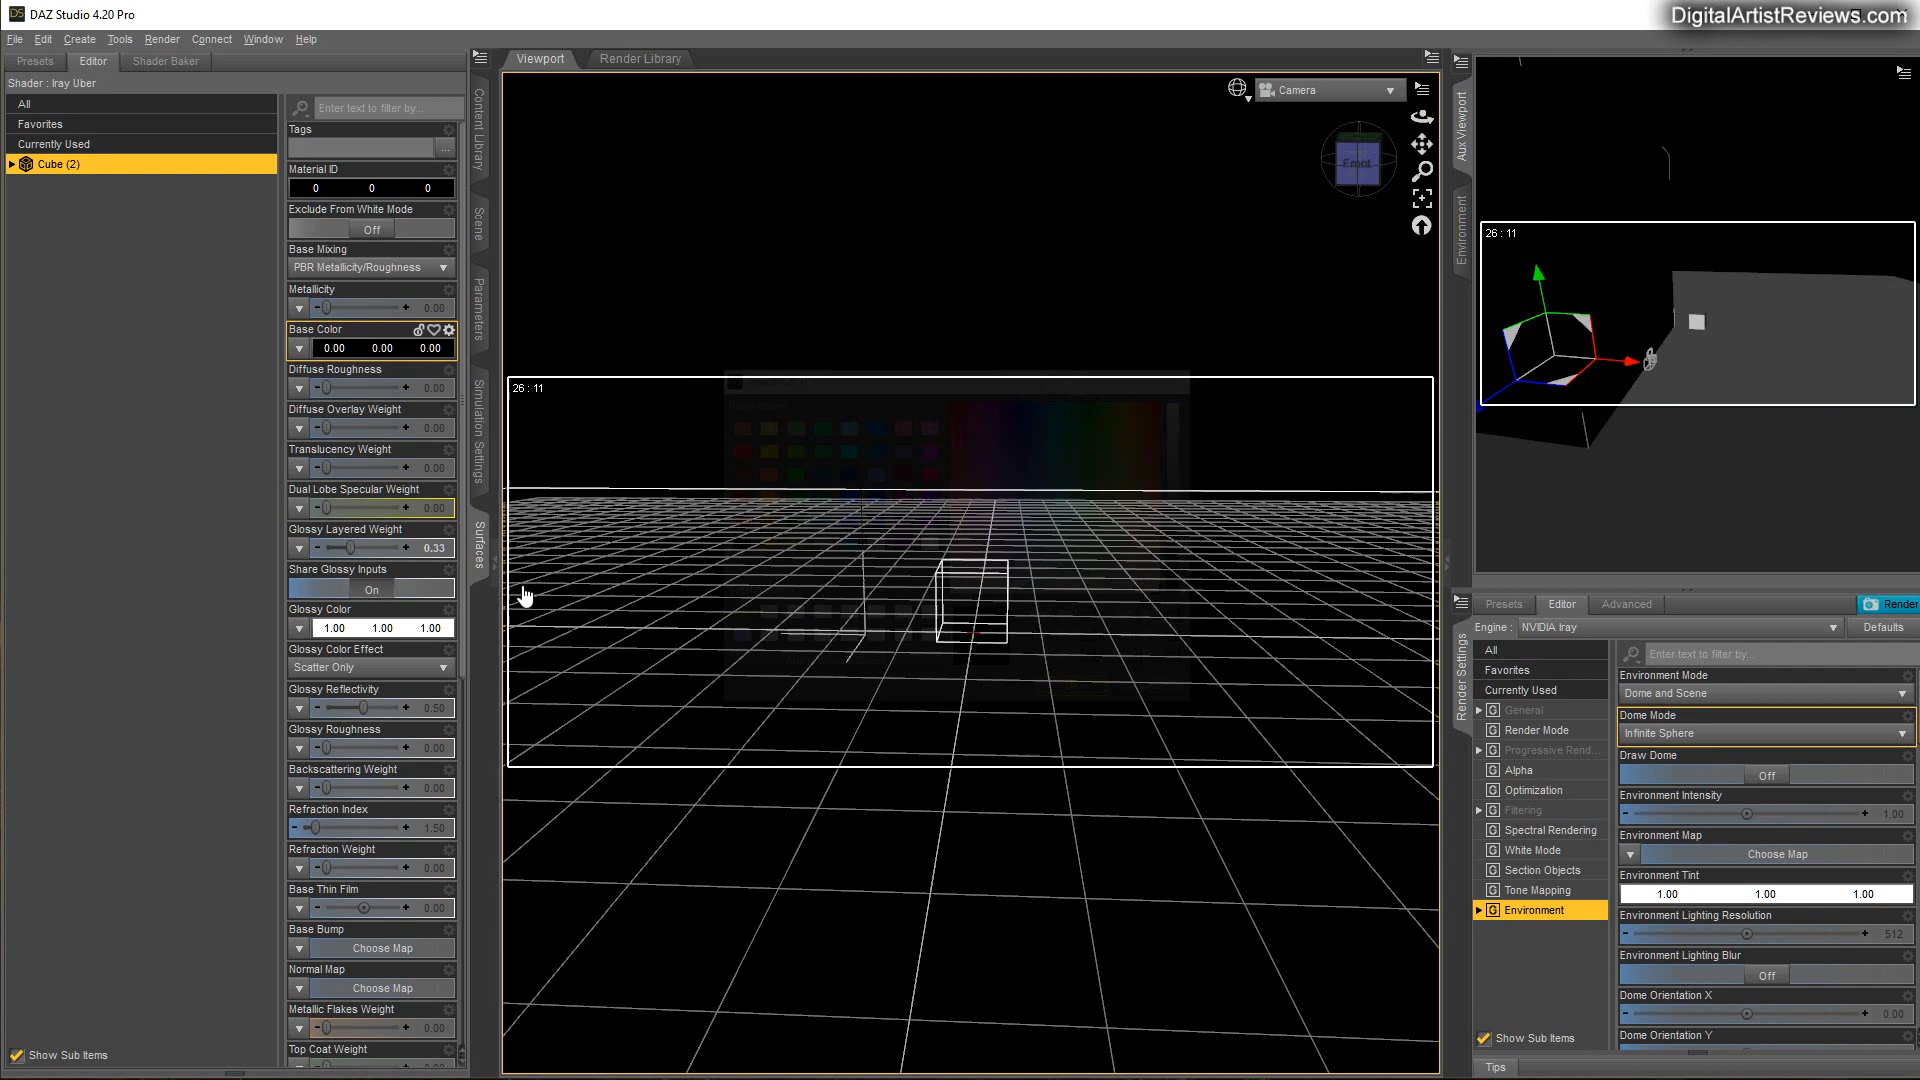 DAZ Studio 4.20 Pro
DigitalArtistReviews.com
File Edit Create Tools Render Connect Window Help
Presets Editor Shader Baker
Shader : Iray Uber
All
Favorites
Currently Used
Cube (2)
Show Sub Items
Enter text to filter by...
Tags
...
Material ID
0 0 0
Exclude From White Mode
Off
Base Mixing
PBR Metallicity/Roughness
Metallicity
0.00
Base Color
0.00 0.00 0.00
Diffuse Roughness
0.00
Diffuse Overlay Weight
0.00
Translucency Weight
0.00
Dual Lobe Specular Weight
0.00
Glossy Layered Weight
0.33
Share Glossy Inputs
On
Glossy Color
1.00 1.00 1.00
Glossy Color Effect
Scatter Only
Glossy Reflectivity
0.50
Glossy Roughness
0.00
Backscattering Weight
0.00
Refraction Index
1.50
Refraction Weight
0.00
Base Thin Film
0.00
Base Bump
Choose Map
Normal Map
Choose Map
Metallic Flakes Weight
0.00
Top Coat Weight
Content Library
Scene
Parameters
Simulation Settings
Surfaces
Viewport Render Library
Camera
Front
26 : 11
Aux Viewport
Environment
26 : 11
Render Settings
Presets Editor Advanced Render
Engine : NVIDIA Iray Defaults
All
Favorites
Currently Used
G General
G Render Mode
G Progressive Rend...
G Alpha
G Optimization
G Filtering
G Spectral Rendering
G White Mode
G Section Objects
G Tone Mapping
G Environment
Show Sub Items
Enter text to filter by...
Environment Mode
Dome and Scene
Dome Mode
Infinite Sphere
Draw Dome
Off
Environment Intensity
1.00
Environment Map
Choose Map
Environment Tint
1.00 1.00 1.00
Environment Lighting Resolution
512
Environment Lighting Blur
Off
Dome Orientation X
0.00
Dome Orientation Y
Tips